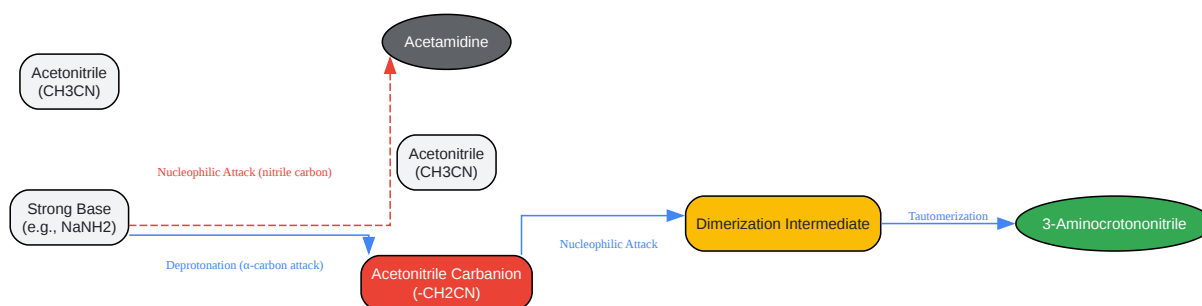 Acetamidine
Acetonitrile
(CH3CN)
Acetonitrile
(CH3CN)
Nucleophilic Attack (nitrile carbon)
Strong Base
(e.g., NaNH2)
Dimerization Intermediate
Tautomerization
3-Aminocrotononitrile
Nucleophilic Attack
Deprotonation (α-carbon attack)
Acetonitrile Carbanion
(-CH2CN)